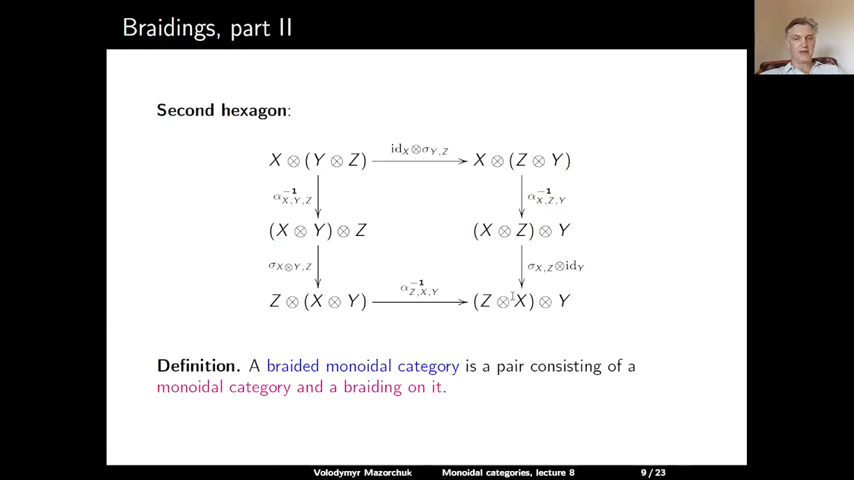 Braidings, part II
Second hexagon:
X ⊗ (Y ⊗ Z) id_X⊗σ_{Y,Z} X ⊗ (Z ⊗ Y)
α^{-1}_{X,Y,Z} α^{-1}_{X,Z,Y}
(X ⊗ Y) ⊗ Z (X ⊗ Z) ⊗ Y
σ_{X⊗Y,Z} σ_{X,Z}⊗id_Y
Z ⊗ (X ⊗ Y) α^{-1}_{Z,X,Y} (Z ⊗ X) ⊗ Y
Definition. A braided monoidal category is a pair consisting of a
monoidal category and a braiding on it.
Volodymyr Mazorchuk Monoidal categories, lecture 8 9 / 23